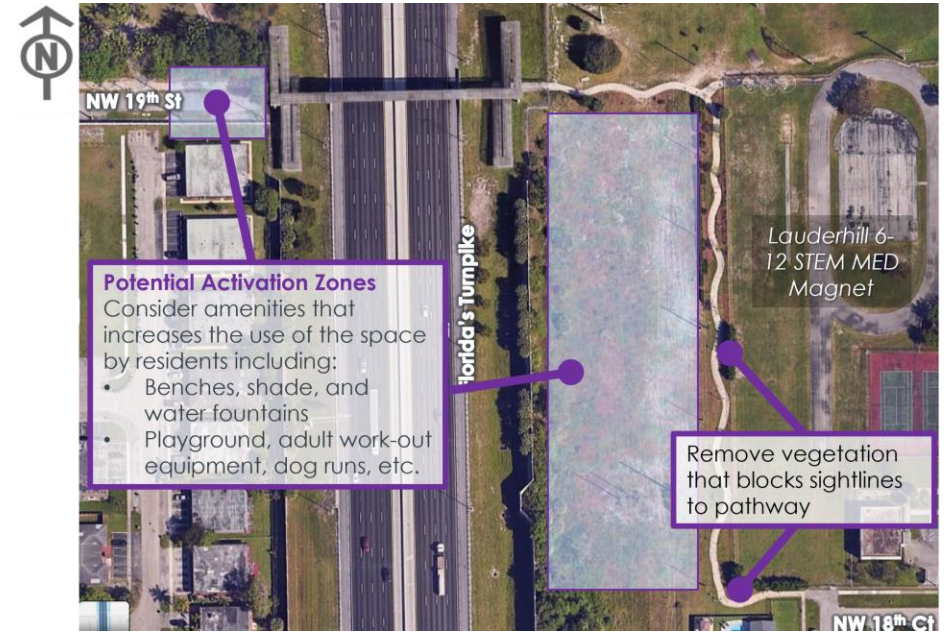 N
NW 19th St
Florida's Turnpike
Lauderhill 6-
12 STEM MED
Magnet
Potential Activation Zones
Consider amenities that
increases the use of the space
by residents including:
• Benches, shade, and
water fountains
• Playground, adult work-out
equipment, dog runs, etc.
Remove vegetation
that blocks sightlines
to pathway
NW 18th Ct